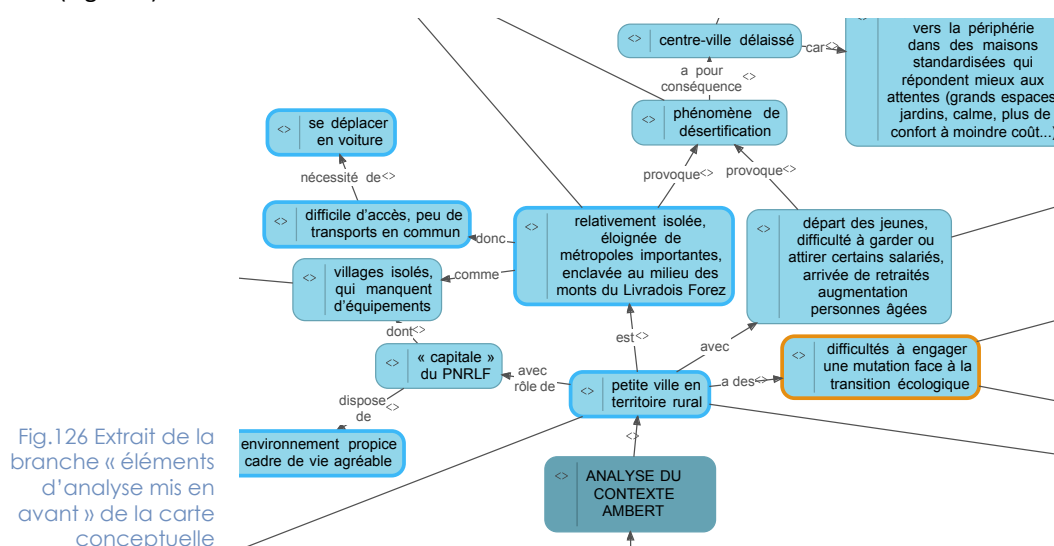 vers la périphérie
dans des maisons
standardisées qui
répondent mieux aux
attentes (grands espaces,
jardins, calme, plus de
confort à moindre coût...)
<> centre-ville délaissé
car<>
a pour
conséquence <>
<> phénomène de
désertification
<> se déplacer
en voiture
nécessité de<>
provoque<>
provoque<>
<> difficile d’accès, peu de
transports en commun
donc
<> relativement isolée,
éloignée de
métropoles importantes,
enclavée au milieu des
monts du Livradois Forez
<> départ des jeunes,
difficulté à garder ou
attirer certains salariés,
arrivée de retraités
augmentation
personnes âgées
<> villages isolés,
qui manquent
d’équipements
comme
dont<>
est<>
avec
<> « capitale »
du PNRLF
avec
rôle de
<> petite ville en
territoire rural
a des<>
<> difficultés à engager
une mutation face à la
transition écologique
dispose
de <>
environnement propice
cadre de vie agréable
<>
<> ANALYSE DU
CONTEXTE
AMBERT
Fig.126 Extrait de la
branche « éléments
d’analyse mis en
avant » de la carte
conceptuelle